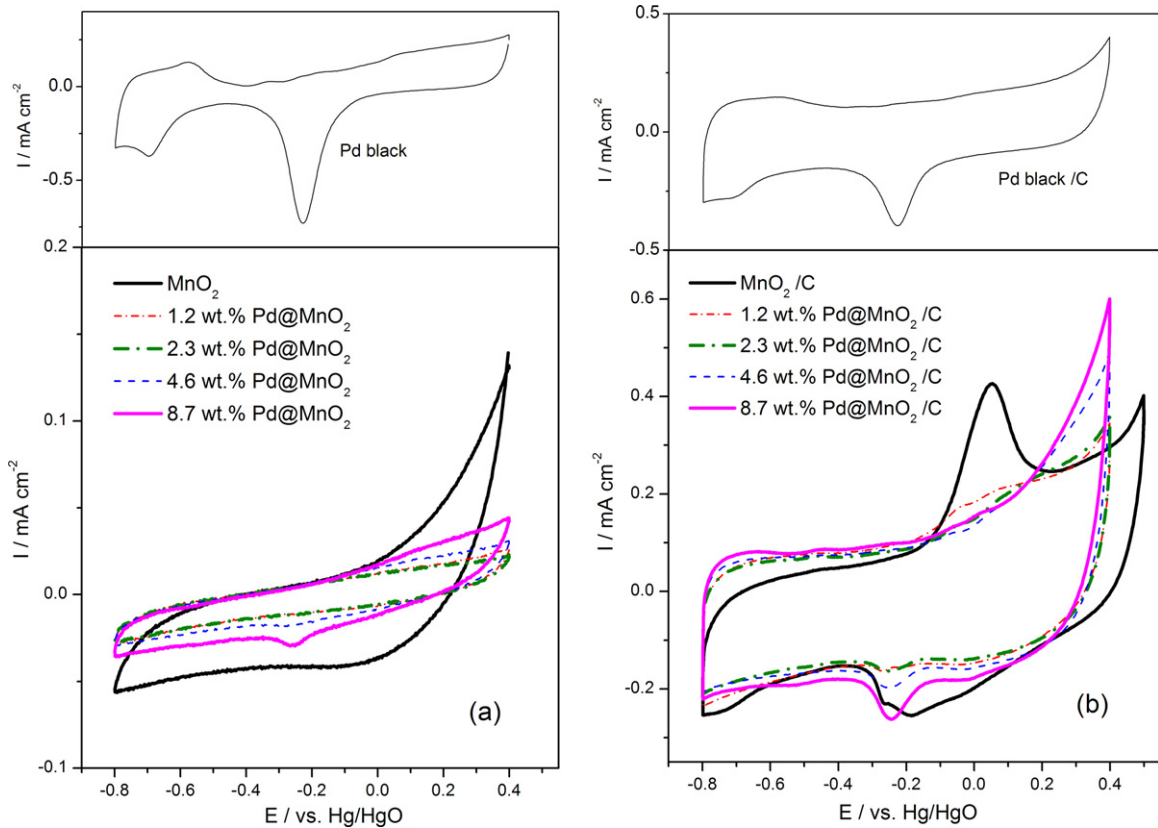 I / mA cm⁻²
0.0
-0.5
Pd black
I / mA cm⁻²
0.2
0.1
0.0
-0.1
MnO₂
1.2 wt.% Pd@MnO₂
2.3 wt.% Pd@MnO₂
4.6 wt.% Pd@MnO₂
8.7 wt.% Pd@MnO₂
(a)
-0.8 -0.6 -0.4 -0.2 0.0 0.2 0.4
E / vs. Hg/HgO
I / mA cm⁻²
0.5
0.0
-0.5
Pd black /C
I / mA cm⁻²
0.6
0.4
0.2
0.0
-0.2
MnO₂ /C
1.2 wt.% Pd@MnO₂ /C
2.3 wt.% Pd@MnO₂ /C
4.6 wt.% Pd@MnO₂ /C
8.7 wt.% Pd@MnO₂ /C
(b)
-0.8 -0.6 -0.4 -0.2 0.0 0.2 0.4
E / vs. Hg/HgO